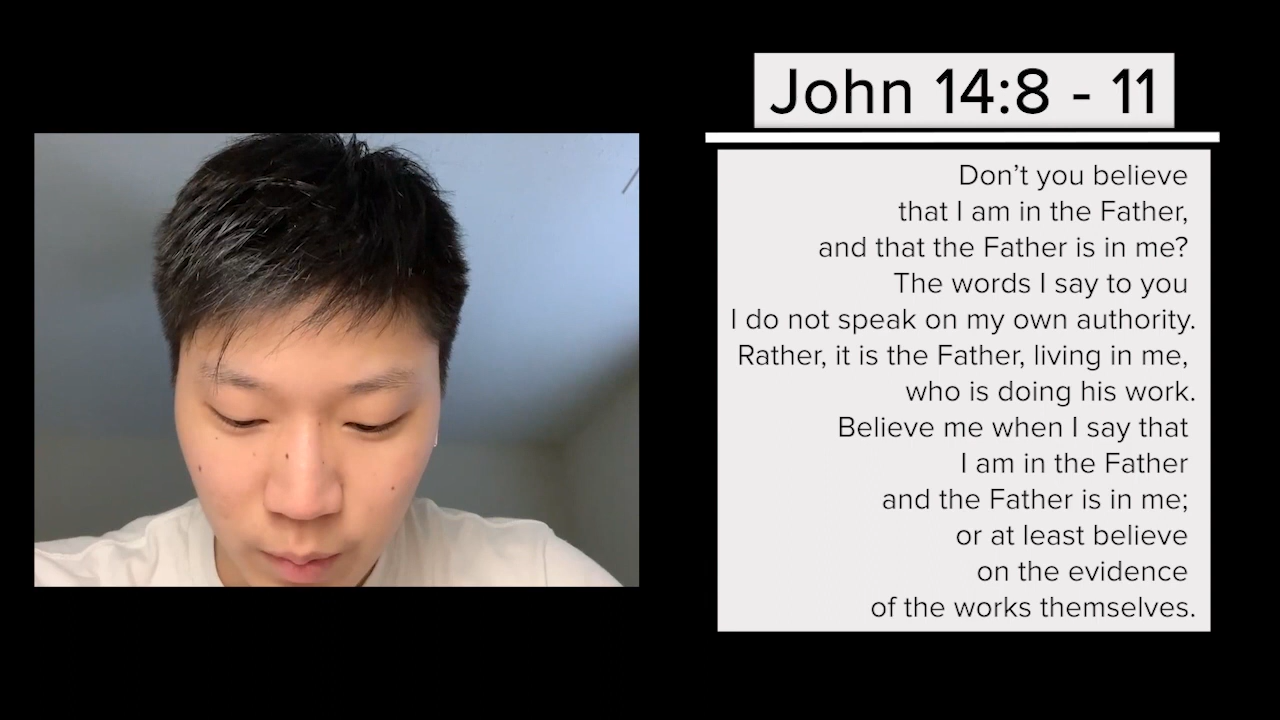 John 14:8 - 11
Don’t you believe
that I am in the Father,
and that the Father is in me?
The words I say to you
I do not speak on my own authority.
Rather, it is the Father, living in me,
who is doing his work.
Believe me when I say that
I am in the Father
and the Father is in me;
or at least believe
on the evidence
of the works themselves.